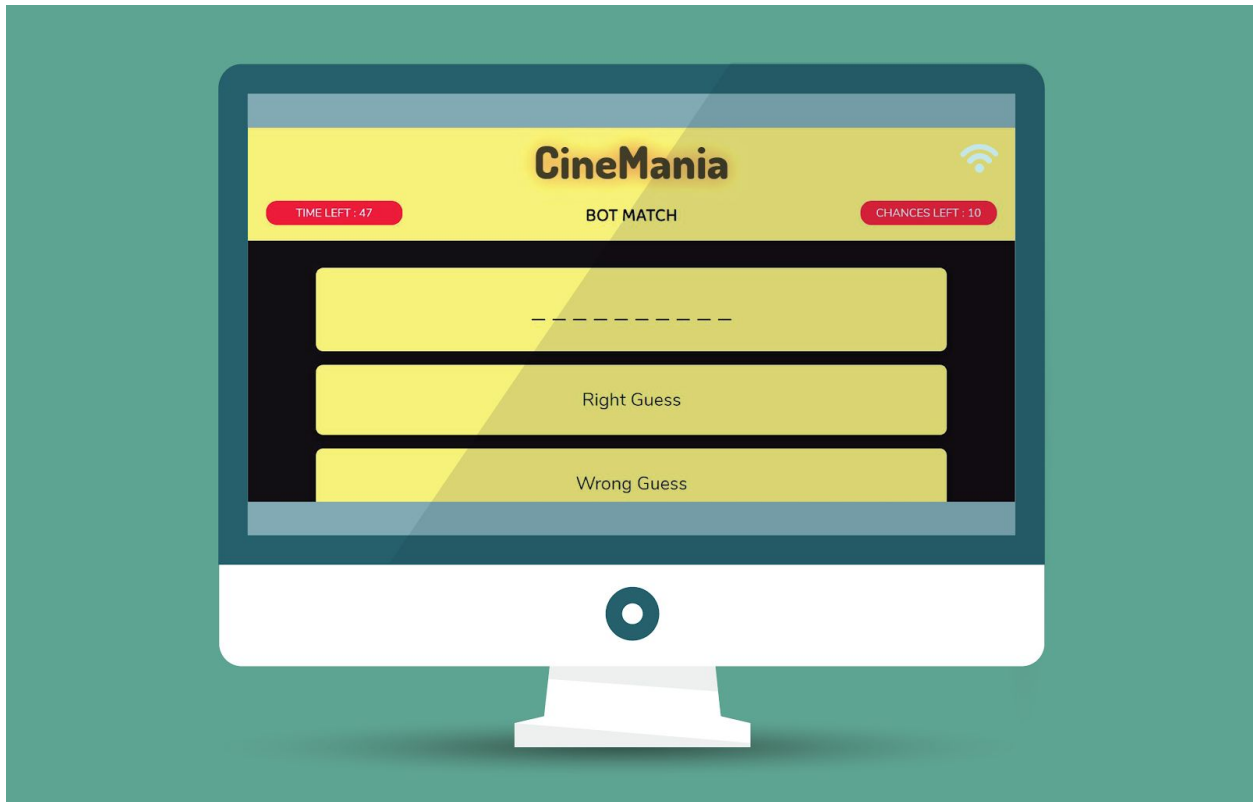 CineMania
TIME LEFT : 47 BOT MATCH CHANCES LEFT : 10
_ _ _ _ _ _ _ _ _ _
Right Guess
Wrong Guess